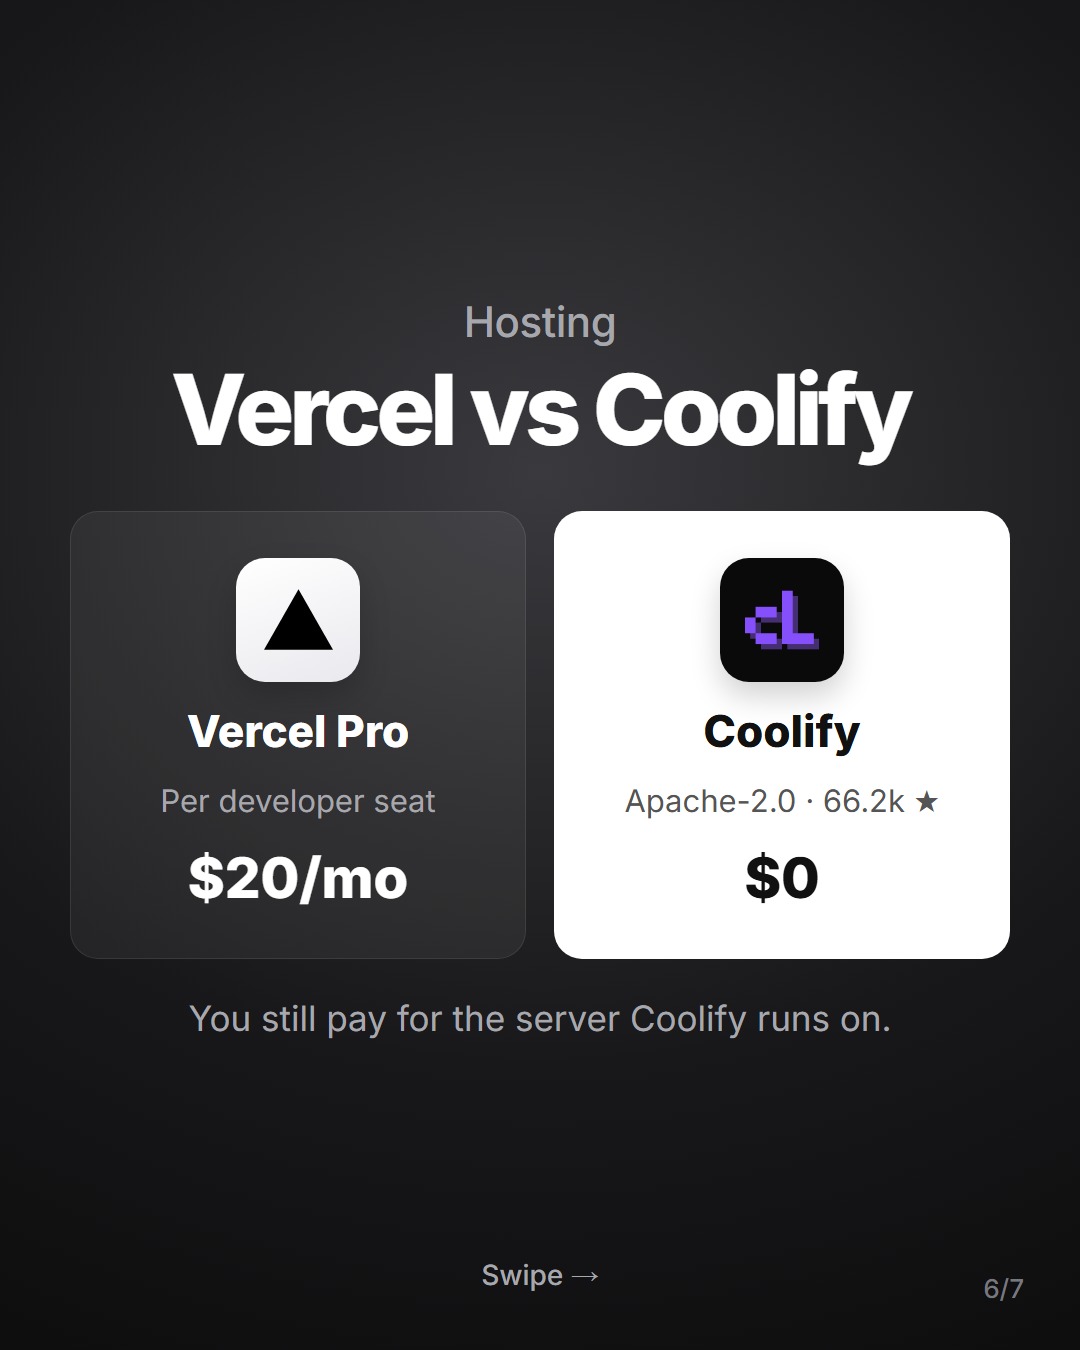 Hosting
Vercel vs Coolify
Vercel Pro
Per developer seat
$20/mo
Coolify
Apache-2.0 · 66.2k ★
$0
You still pay for the server Coolify runs on.
Swipe →
6/7